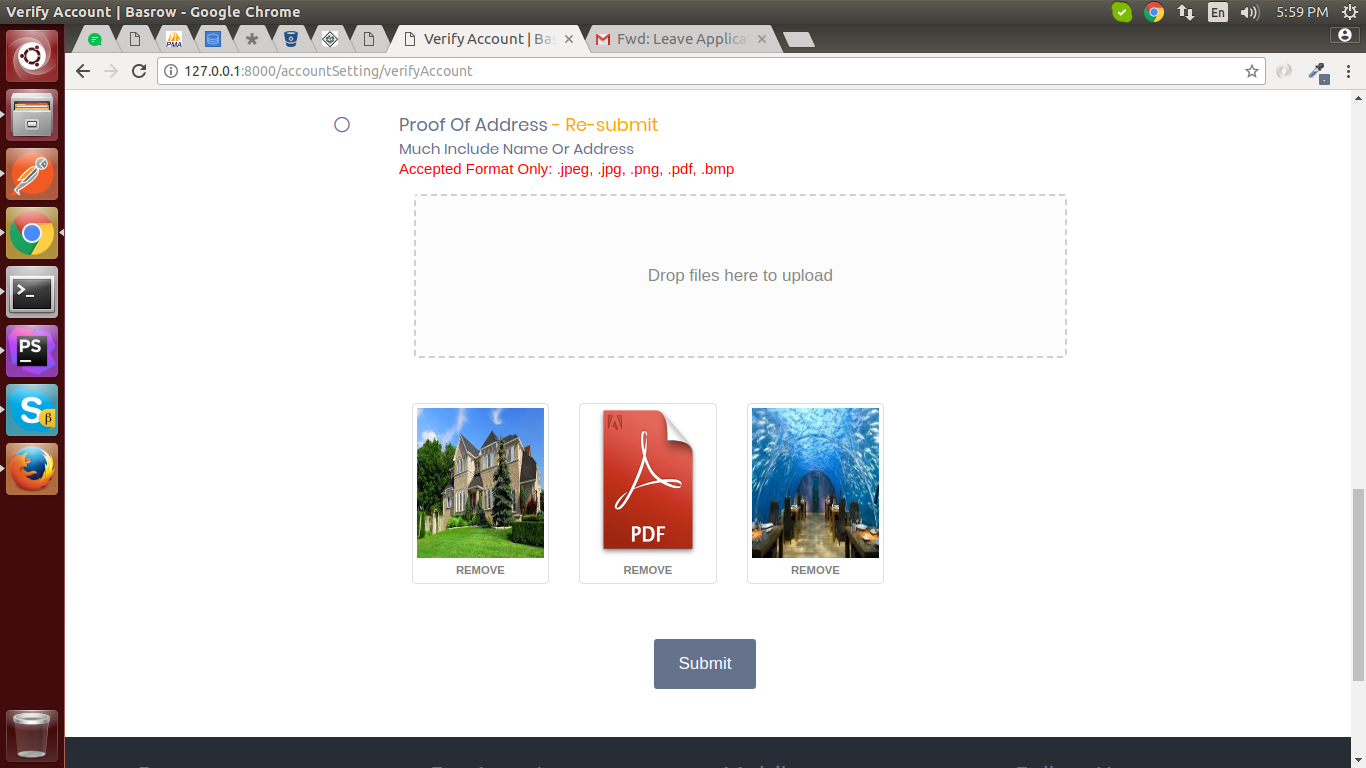 Verify Account | Basrow - Google Chrome
En
5:59 PM
PMA
Verify Account | Bas
Fwd: Leave Applica
127.0.0.1:8000/accountSetting/verifyAccount
Proof Of Address - Re-submit
Much Include Name Or Address
Accepted Format Only: .jpeg, .jpg, .png, .pdf, .bmp
Drop files here to upload
PS
S
β
PDF
REMOVE REMOVE REMOVE
Submit